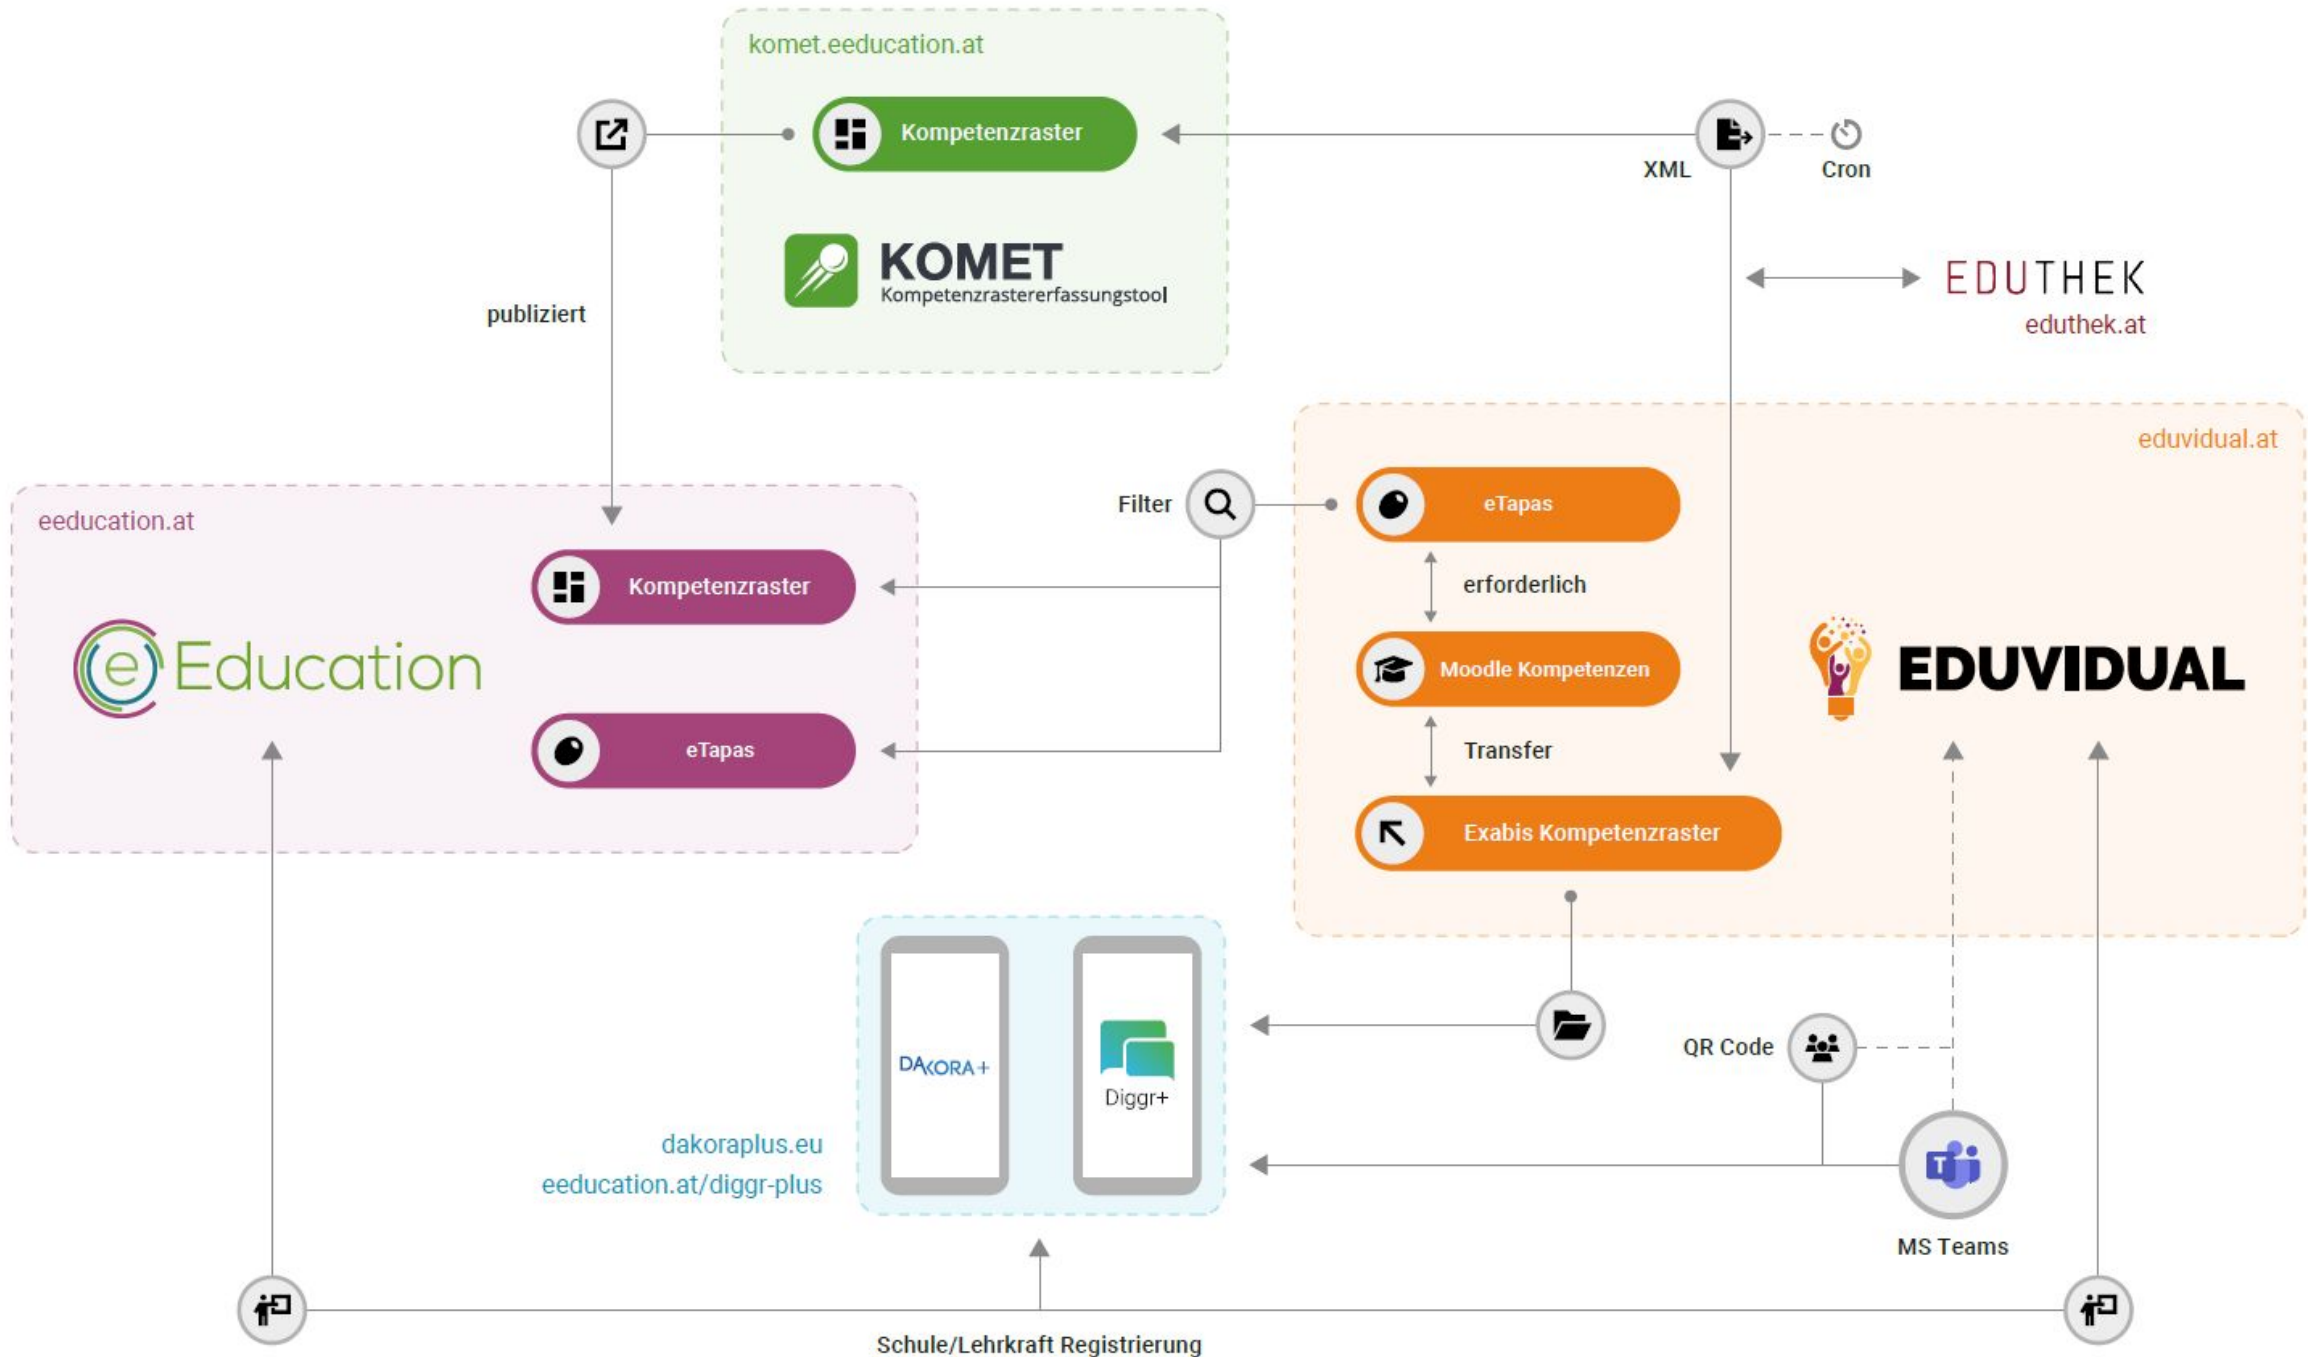 komet.eeducation.at
Kompetenzraster
XML
Cron
KOMET
Kompetenzrastererfassungstool
publiziert
EDUTHEK
eduthek.at
eduvidual.at
eeducation.at
Filter
eTapas
Kompetenzraster
erforderlich
e Education
Moodle Kompetenzen
EDUVIDUAL
eTapas
Transfer
Exabis Kompetenzraster
DAKORA+
Diggr+
QR Code
T
dakoraplus.eu
eeducation.at/diggr-plus
MS Teams
Schule/Lehrkraft Registrierung